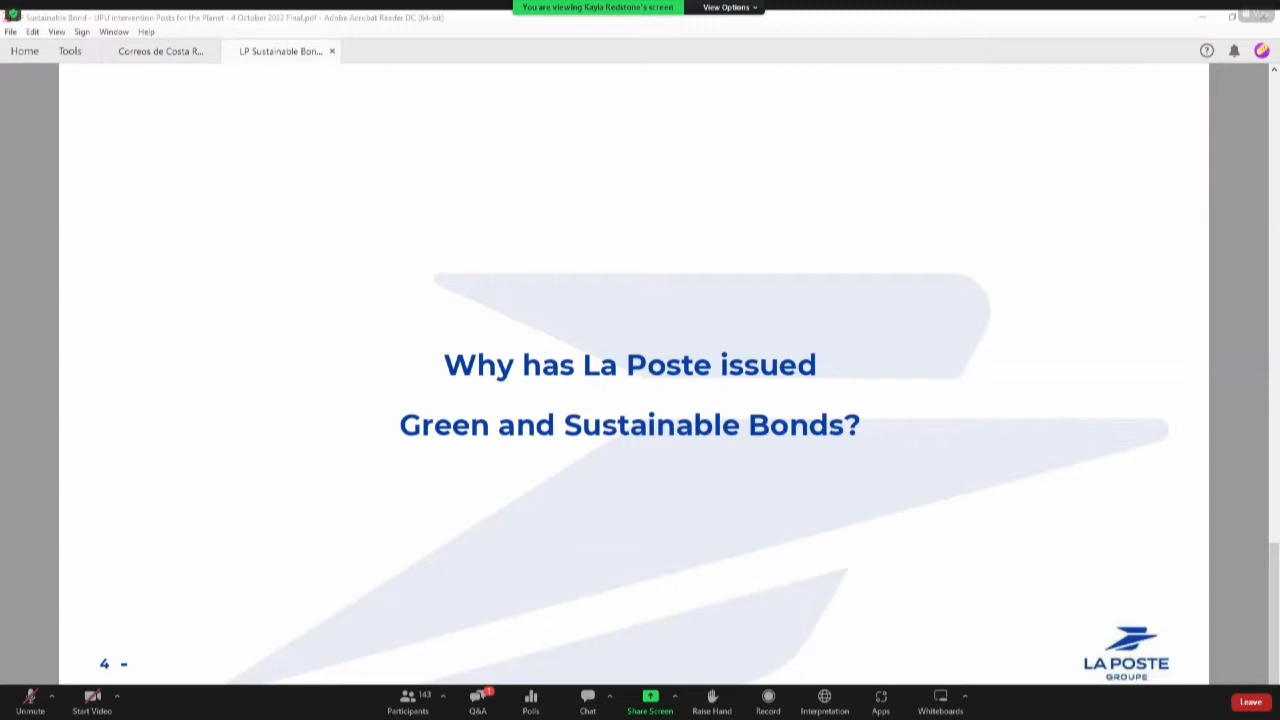 You are viewing Kayla Redstone's screen
View Options
View
Sustainable Bond - UPU intervention Posts for the Planet - 4 October 2022 Final.pdf - Adobe Acrobat Reader DC (64-bit)
File Edit View Sign Window Help
Home Tools Correos de Costa R... LP Sustainable Bon... ×
Why has La Poste issued
Green and Sustainable Bonds?
4 -
LA POSTE
GROUPE
143
1
Unmute Start Video Participants Q&A Polls Chat Share Screen Raise Hand Record Interpretation Apps Whiteboards Leave